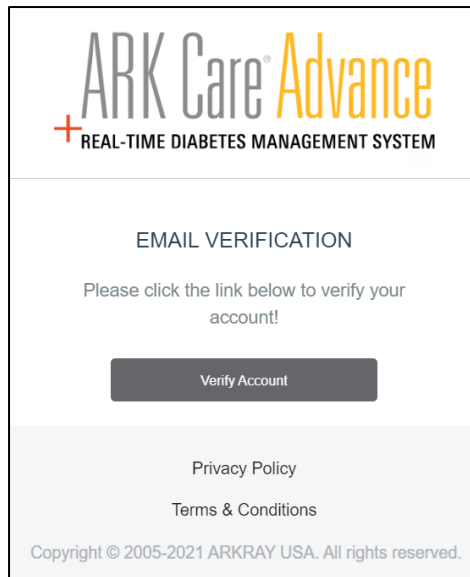 ARK Care® Advance
REAL-TIME DIABETES MANAGEMENT SYSTEM
EMAIL VERIFICATION
Please click the link below to verify your
account!
Verify Account
Privacy Policy
Terms & Conditions
Copyright © 2005-2021 ARKRAY USA. All rights reserved.